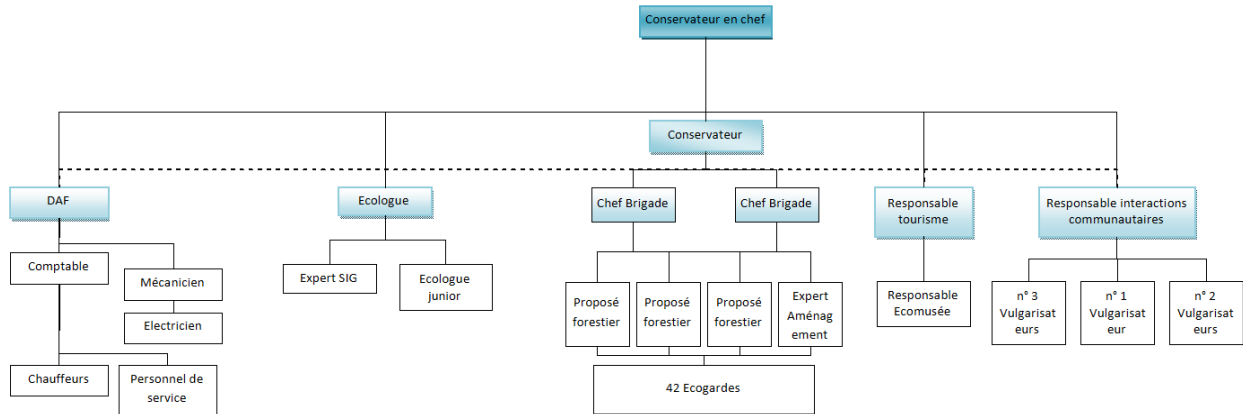 Conservateur en chef
Conservateur
DAF
Ecologue
Chef Brigade
Chef Brigade
Responsable
tourisme
Responsable interactions
communautaires
Comptable
Mécanicien
Electricien
Chauffeurs
Personnel de
service
Expert SIG
Ecologue
junior
Proposé
forestier
Proposé
forestier
Proposé
forestier
Expert
Aménag
ement
42 Ecogardes
Responsable
Ecomusée
n° 3
Vulgarisat
eurs
n° 1
Vulgarisat
eur
n° 2
Vulgarisat
eurs